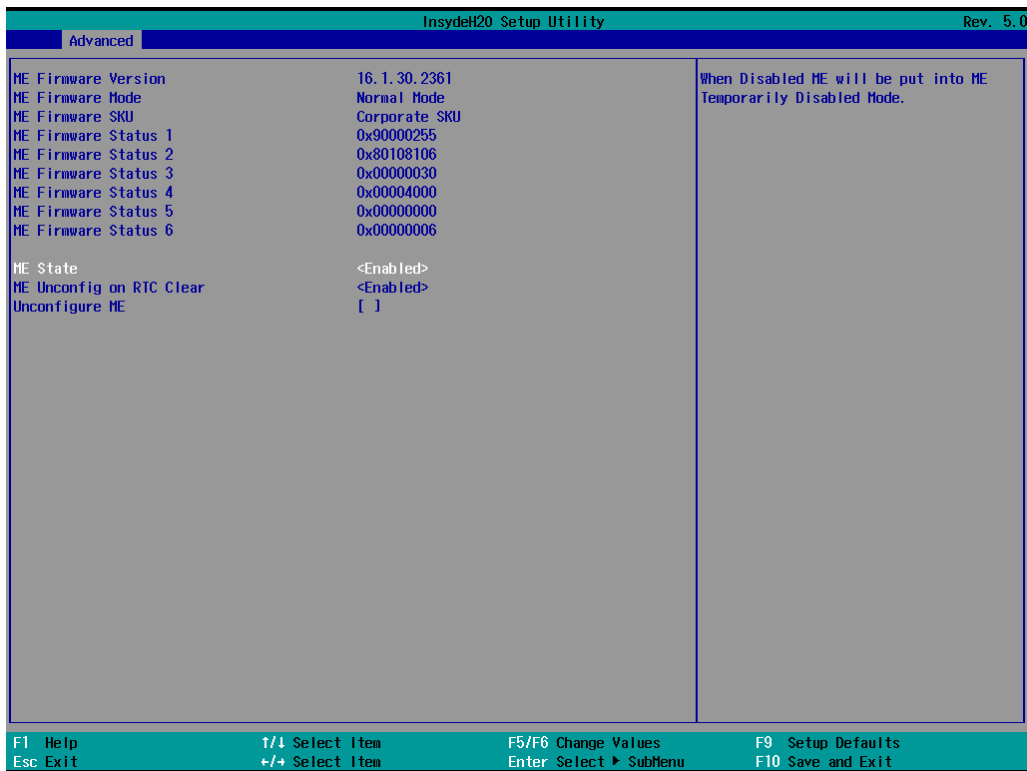 InsydeH20 Setup Utility Rev. 5.0
Advanced
ME Firmware Version 16.1.30.2361
ME Firmware Mode Normal Mode
ME Firmware SKU Corporate SKU
ME Firmware Status 1 0x90000255
ME Firmware Status 2 0x80108106
ME Firmware Status 3 0x00000030
ME Firmware Status 4 0x00004000
ME Firmware Status 5 0x00000000
ME Firmware Status 6 0x00000006
ME State <Enabled>
ME Unconfig on RTC Clear <Enabled>
Unconfigure ME [ ]
When Disabled ME will be put into ME
Temporarily Disabled Mode.
F1 Help ↑/↓ Select Item F5/F6 Change Values F9 Setup Defaults
Esc Exit ←/→ Select Item Enter Select ▶ SubMenu F10 Save and Exit